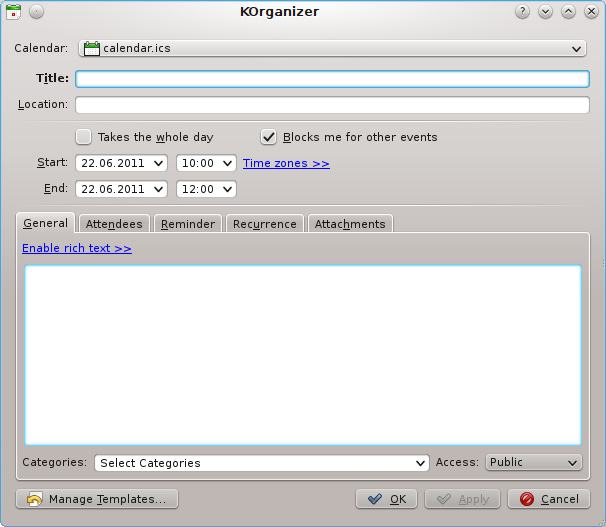 KOrganizer
Calendar: calendar.ics
Title:
Location:
Takes the whole day Blocks me for other events
Start: 22.06.2011 10:00 Time zones >>
End: 22.06.2011 12:00
General Attendees Reminder Recurrence Attachments
Enable rich text >>
Categories: Select Categories Access: Public
Manage Templates... OK Apply Cancel